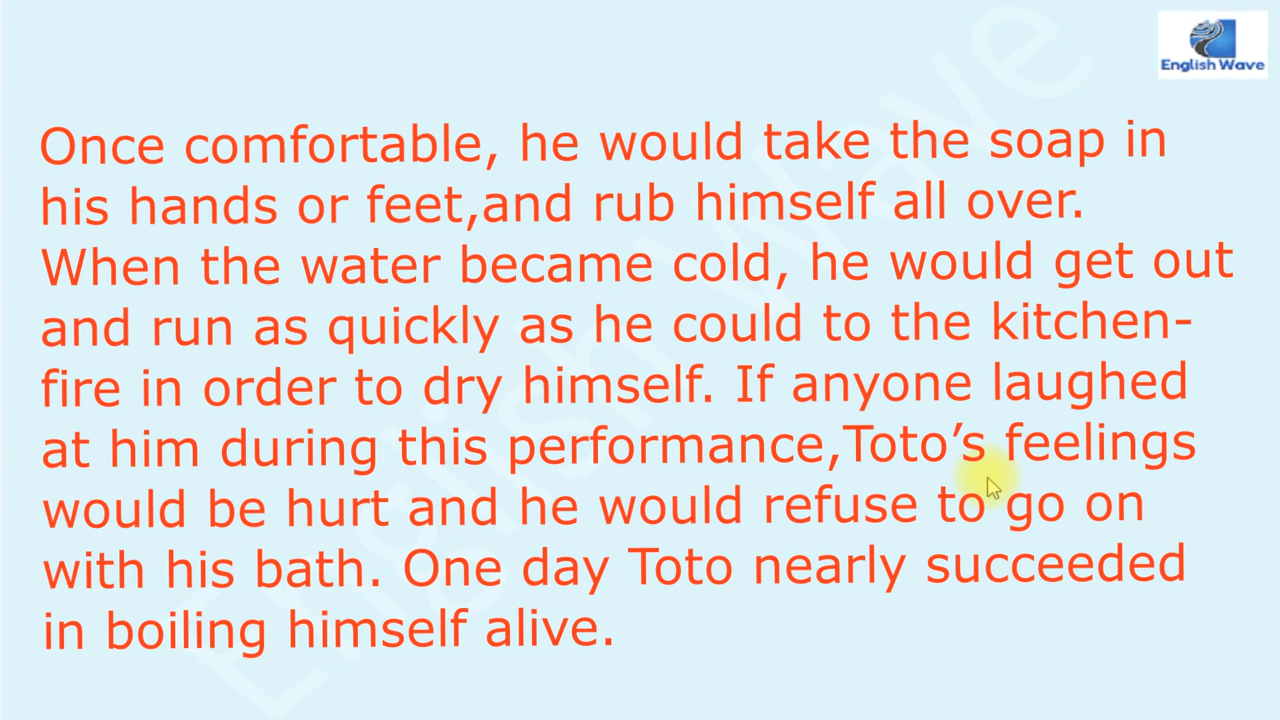 English Wave
Once comfortable, he would take the soap in
his hands or feet,and rub himself all over.
When the water became cold, he would get out
and run as quickly as he could to the kitchen-
fire in order to dry himself. If anyone laughed
at him during this performance,Toto’s feelings
would be hurt and he would refuse to go on
with his bath. One day Toto nearly succeeded
in boiling himself alive.
English Wave